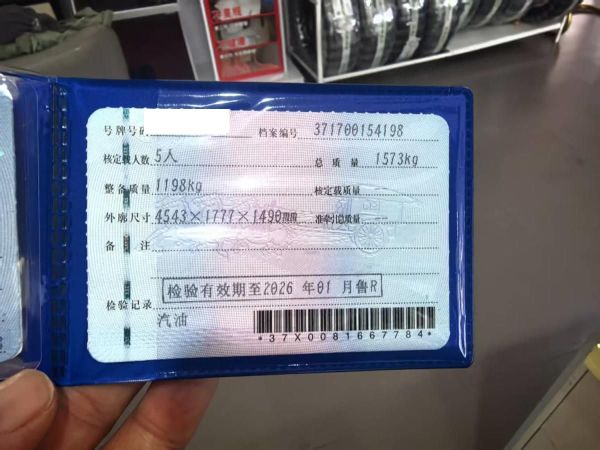 号牌号码
档案编号 371700154198
核定载人数 5人
总质量 1573kg
整备质量 1198kg
核定载质量 --
外廓尺寸 4543×1777×1490mm
准牵引总质量 --
备注
检验有效期至2026年01月鲁R
检验记录
汽油
*37X0081667784*